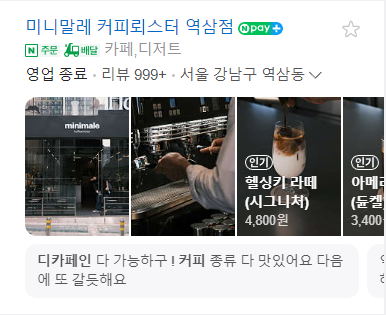 미니말레 커피로스터 역삼점 N pay+
N 주문 배달 카페,디저트
영업 종료 · 리뷰 999+ · 서울 강남구 역삼동
minimale
인기
헬싱키 라떼
(시그니처)
4,800원
인기
아메리
(둥켈
3,400
디카페인 다 가능하구 ! 커피 종류 다 맛있어요 다음
에 또 갈듯해요